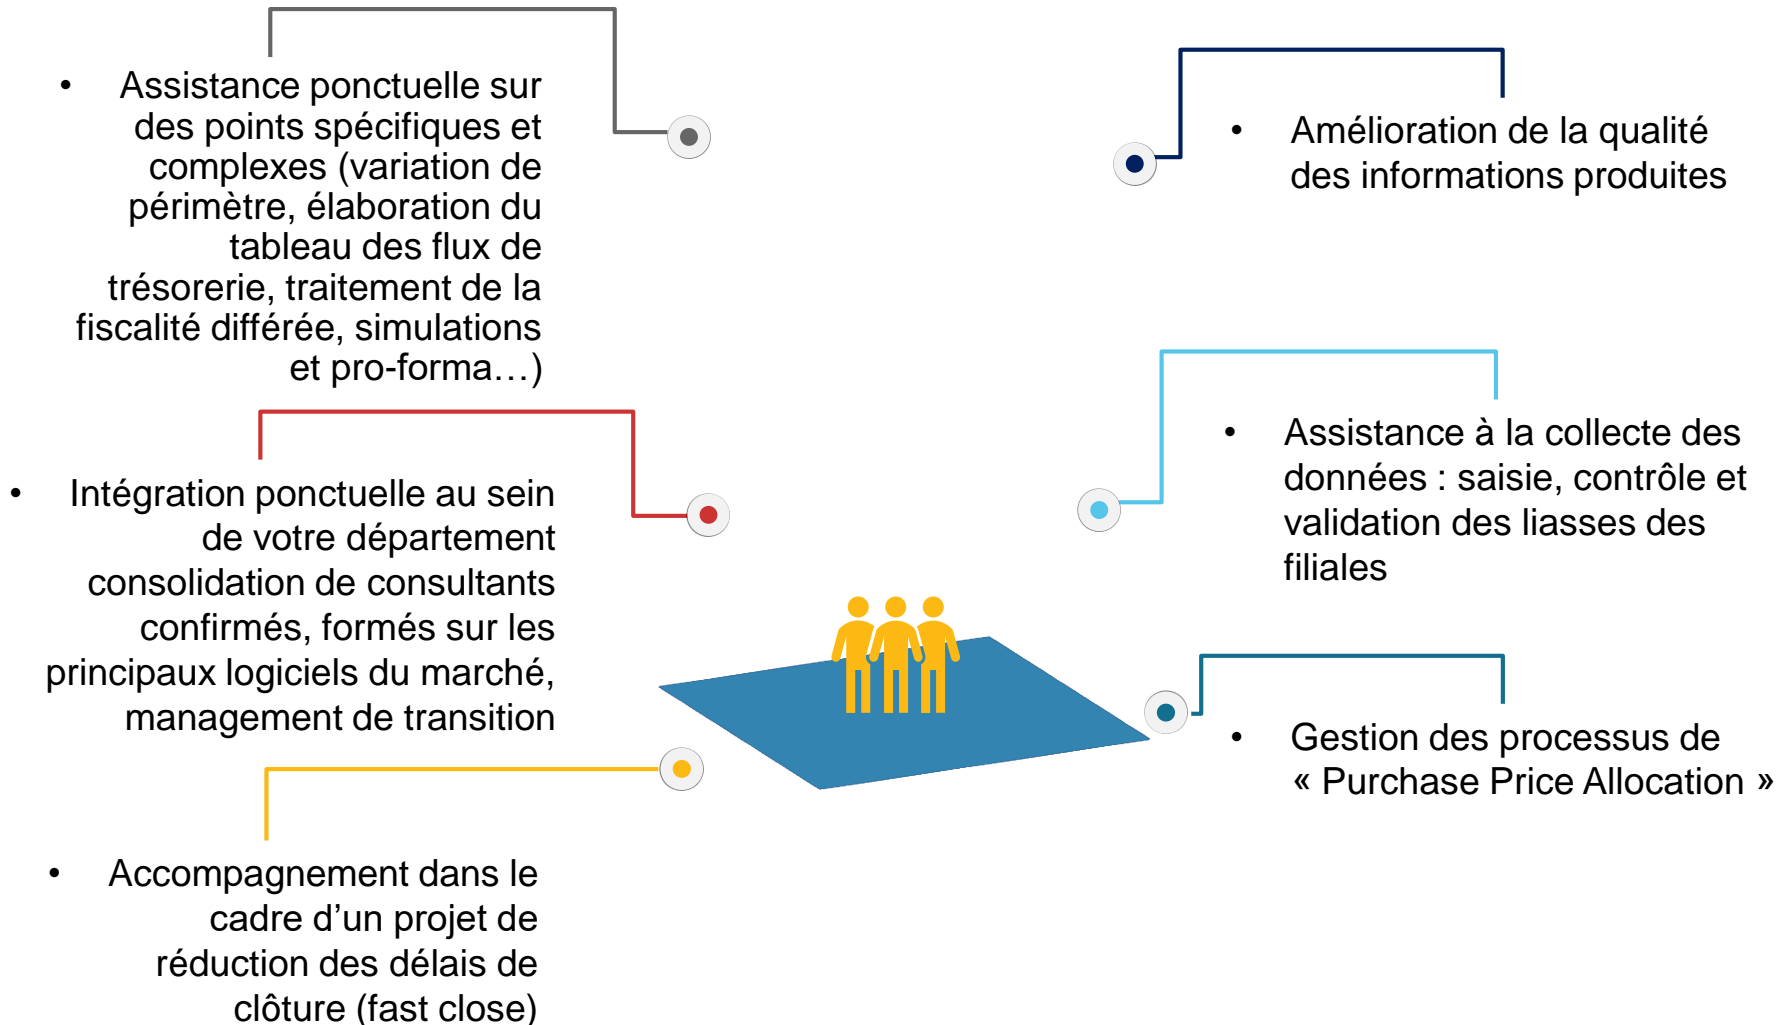 • Assistance ponctuelle sur
des points spécifiques et
complexes (variation de
périmètre, élaboration du
tableau des flux de
trésorerie, traitement de la
fiscalité différée, simulations
et pro-forma…)
• Intégration ponctuelle au sein
de votre département
consolidation de consultants
confirmés, formés sur les
principaux logiciels du marché,
management de transition
• Accompagnement dans le
cadre d’un projet de
réduction des délais de
clôture (fast close)
• Amélioration de la qualité
des informations produites
• Assistance à la collecte des
données : saisie, contrôle et
validation des liasses des
filiales
• Gestion des processus de
« Purchase Price Allocation »